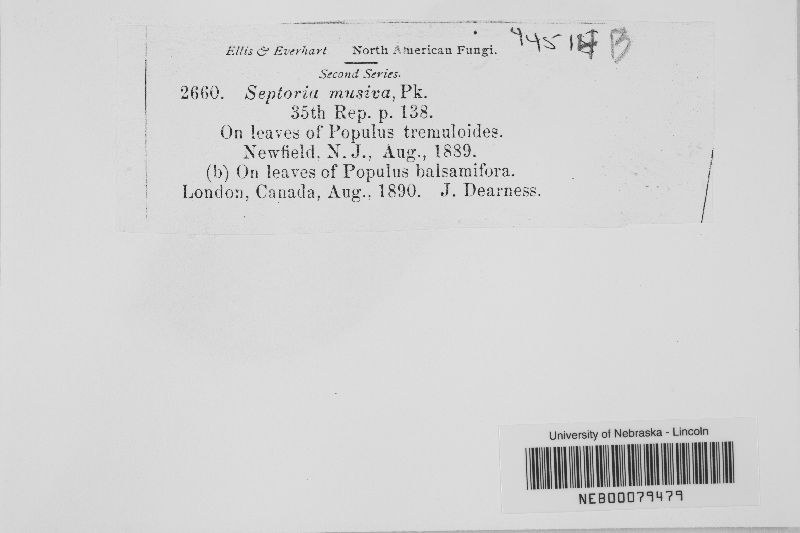 Ellis & Everhart North American Fungi. 94514 B
Second Series.
2660. Septoria musiva, Pk.
35th Rep. p. 138.
On leaves of Populus tremuloides.
Newfield, N. J., Aug., 1889.
(b) On leaves of Populus balsamifora.
London, Canada, Aug., 1890. J. Dearness.
University of Nebraska - Lincoln
NEB00079479